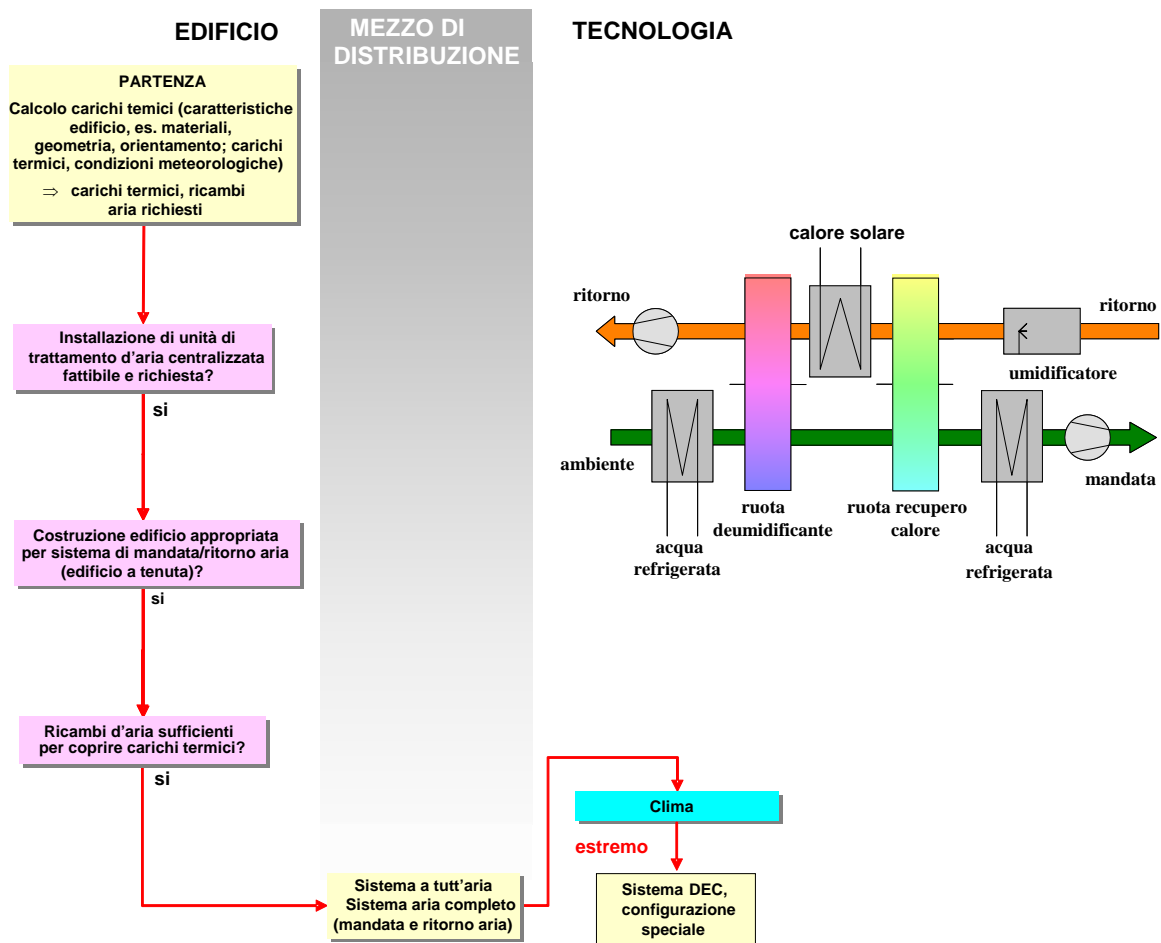 EDIFICIO
MEZZO DI
DISTRIBUZIONE
TECNOLOGIA
PARTENZA
Calcolo carichi temici (caratteristiche
edificio, es. materiali,
geometria, orientamento; carichi
termici, condizioni meteorologiche)
⇒ carichi termici, ricambi
aria richiesti
Installazione di unità di
trattamento d'aria centralizzata
fattibile e richiesta?
si
Costruzione edificio appropriata
per sistema di mandata/ritorno aria
(edificio a tenuta)?
si
Ricambi d'aria sufficienti
per coprire carichi termici?
si
Sistema a tutt'aria
Sistema aria completo
(mandata e ritorno aria)
Clima
estremo
Sistema DEC,
configurazione
speciale
calore solare
ritorno
ritorno
umidificatore
ambiente
mandata
ruota
deumidificante
ruota recupero
calore
acqua
refrigerata
acqua
refrigerata